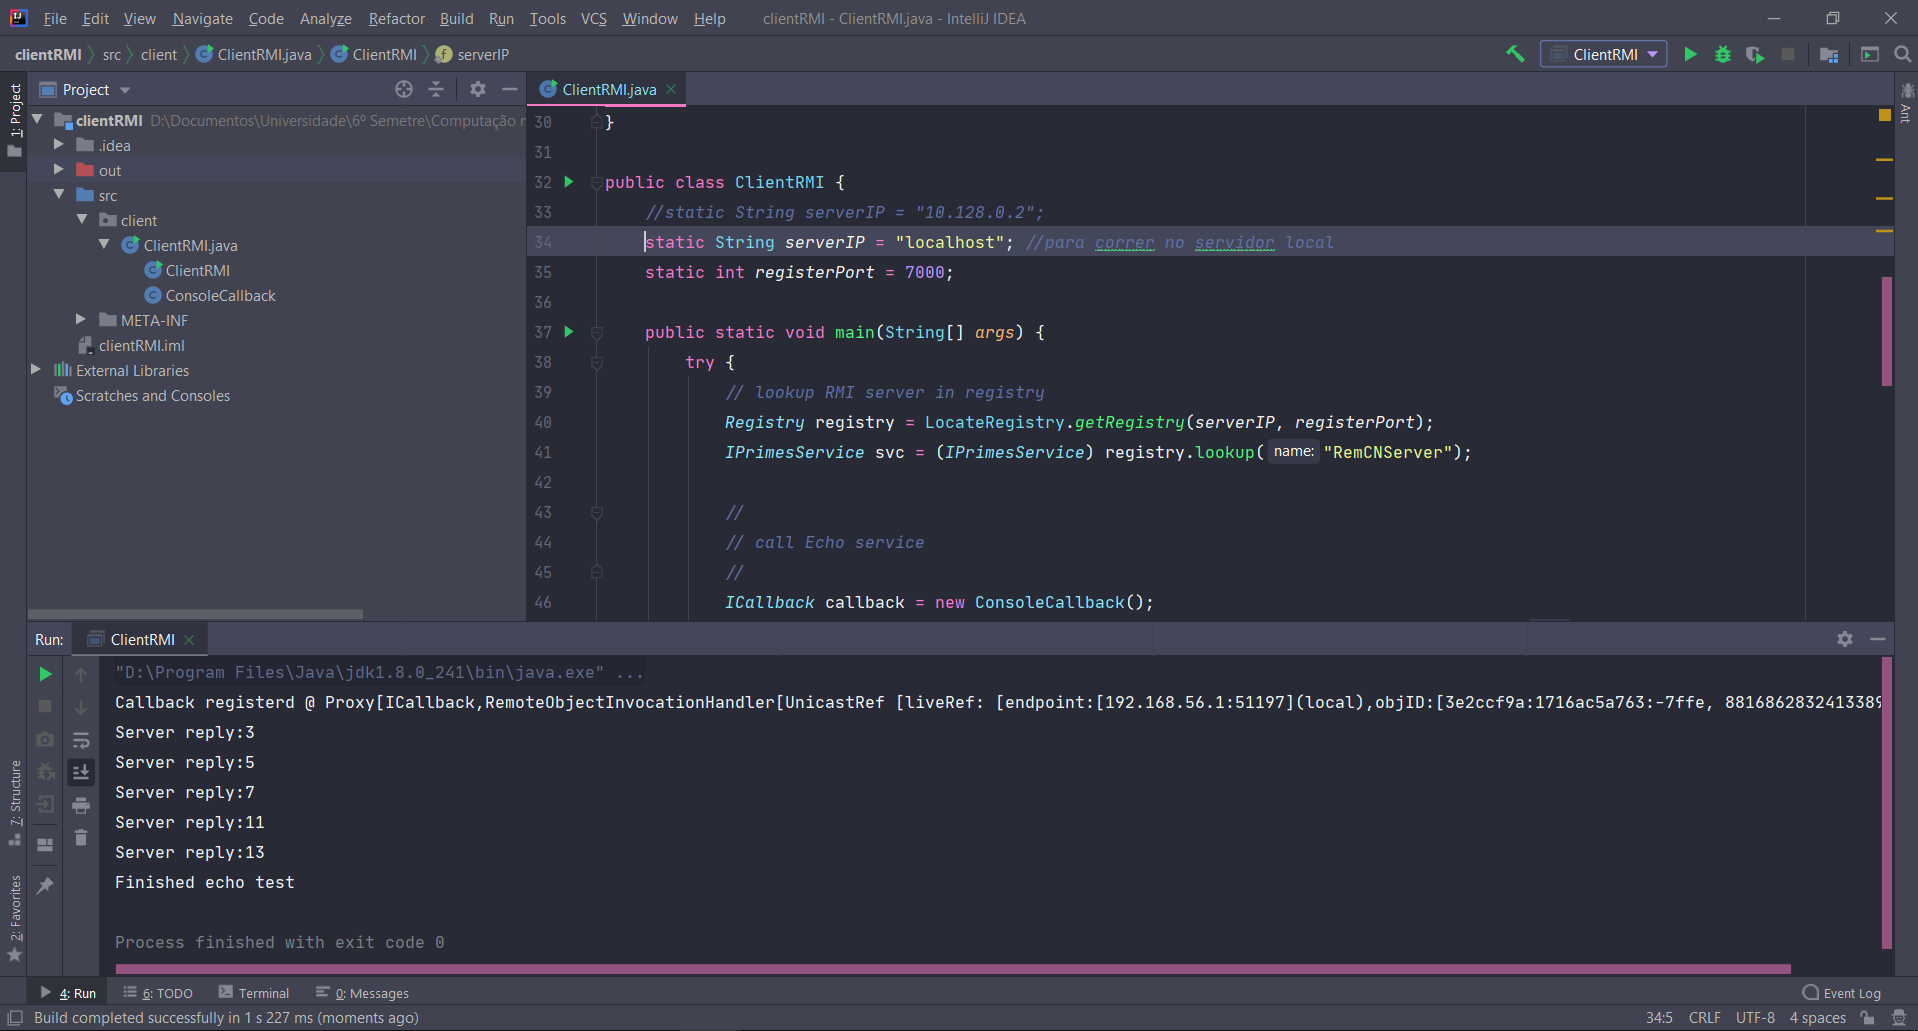 File Edit View Navigate Code Analyze Refactor Build Run Tools VCS Window Help clientRMI - ClientRMI.java - IntelliJ IDEA
clientRMI src client ClientRMI.java ClientRMI serverIP ClientRMI
Project ClientRMI.java
1: Project
Ant
clientRMI D:\Documentos\Universidade\6º Semetre\Computação n
.idea
out
src
client
ClientRMI.java
ClientRMI
ConsoleCallback
META-INF
clientRMI.iml
External Libraries
Scratches and Consoles
30 }
31
32 public class ClientRMI {
33 //static String serverIP = "10.128.0.2";
34 static String serverIP = "localhost"; //para correr no servidor local
35 static int registerPort = 7000;
36
37 public static void main(String[] args) {
38 try {
39 // lookup RMI server in registry
40 Registry registry = LocateRegistry.getRegistry(serverIP, registerPort);
41 IPrimesService svc = (IPrimesService) registry.lookup( name: "RemCNServer");
42
43 //
44 // call Echo service
45 //
46 ICallback callback = new ConsoleCallback();
Run: ClientRMI
"D:\Program Files\Java\jdk1.8.0_241\bin\java.exe" ...
Callback registerd @ Proxy[ICallback,RemoteObjectInvocationHandler[UnicastRef [liveRef: [endpoint:[192.168.56.1:51197](local),objID:[3e2ccf9a:1716ac5a763:-7ffe, 8816862832413389
Server reply:3
Server reply:5
Server reply:7
Server reply:11
Server reply:13
Finished echo test
Process finished with exit code 0
7: Structure
2: Favorites
4: Run 6: TODO Terminal 0: Messages Event Log
Build completed successfully in 1 s 227 ms (moments ago) 34:5 CRLF UTF-8 4 spaces